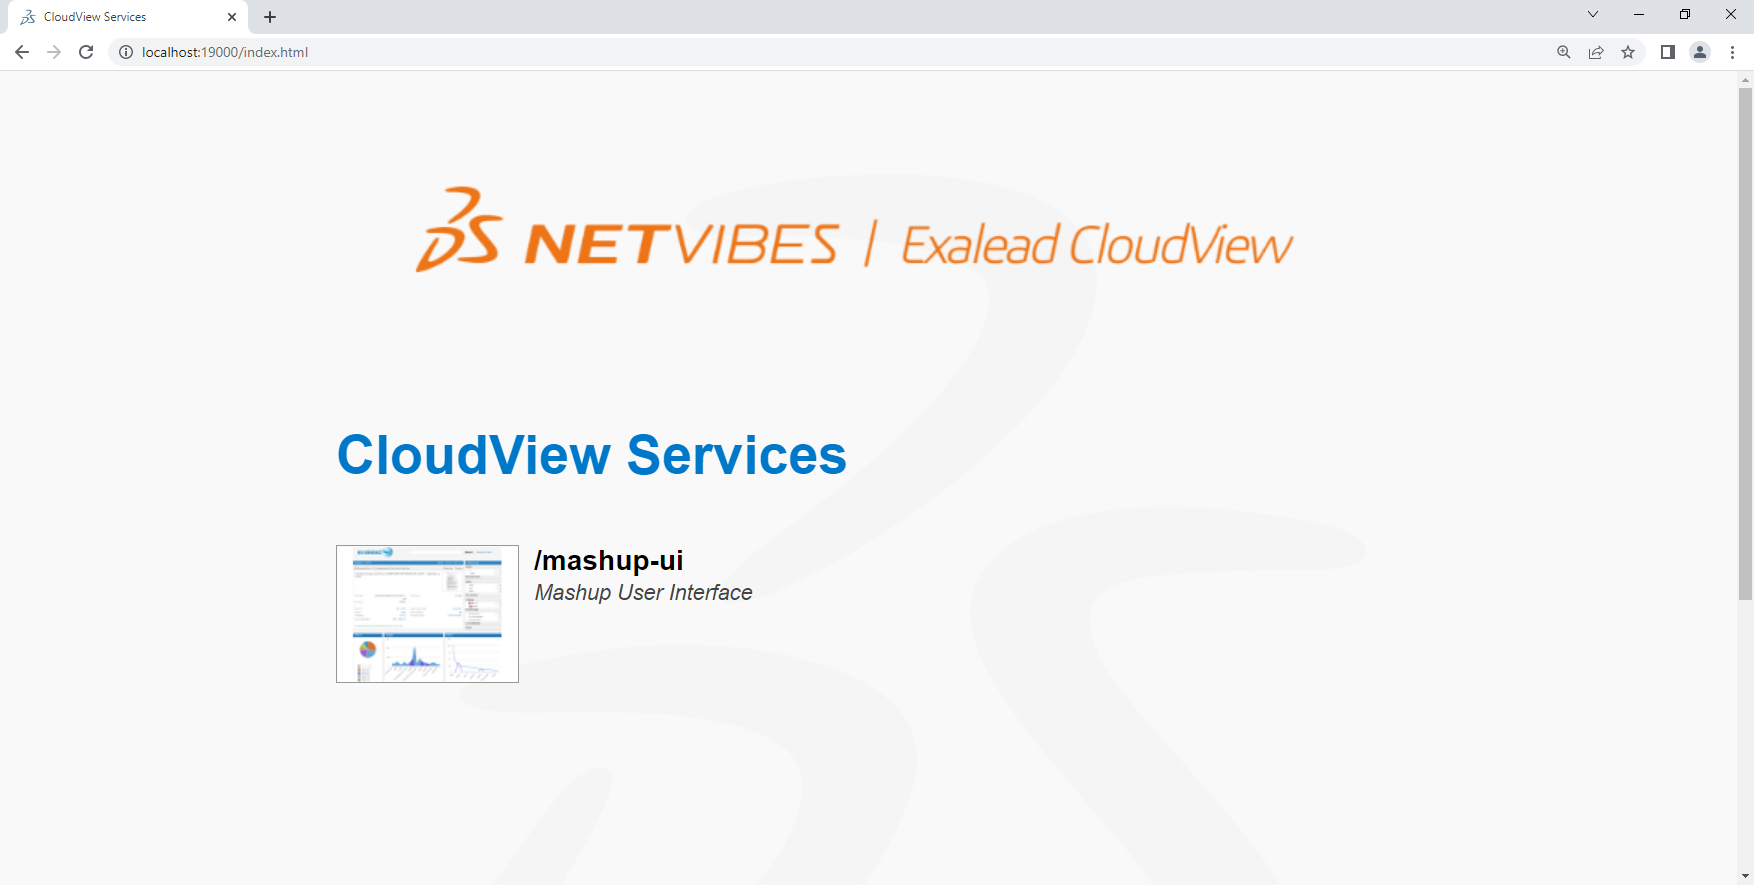 CloudView Services
localhost:19000/index.html
NETVIBES | Exalead CloudView
CloudView Services
/mashup-ui
Mashup User Interface